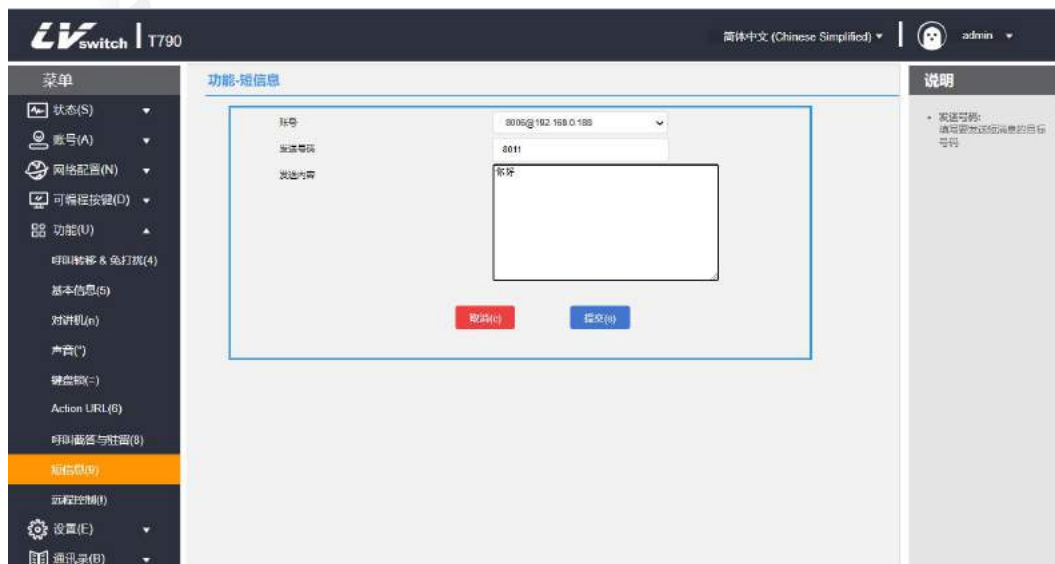 LVswitch T790
简体中文 (Chinese Simplified)
admin
菜单
状态(S)
账号(A)
网络配置(N)
可编程按键(D)
功能(U)
呼叫转移 & 免打扰(4)
基本信息(5)
对讲机(n)
声音(")
键盘锁(=)
Action URL(6)
呼叫截答与驻留(8)
短信息(9)
远程控制(!)
设置(E)
通讯录(B)
功能-短信息
账号
8006@192.168.0.188
发送号码
8011
发送内容
你好
取消(c)
提交(s)
说明
发送号码:
填写要发送短消息的目标
号码